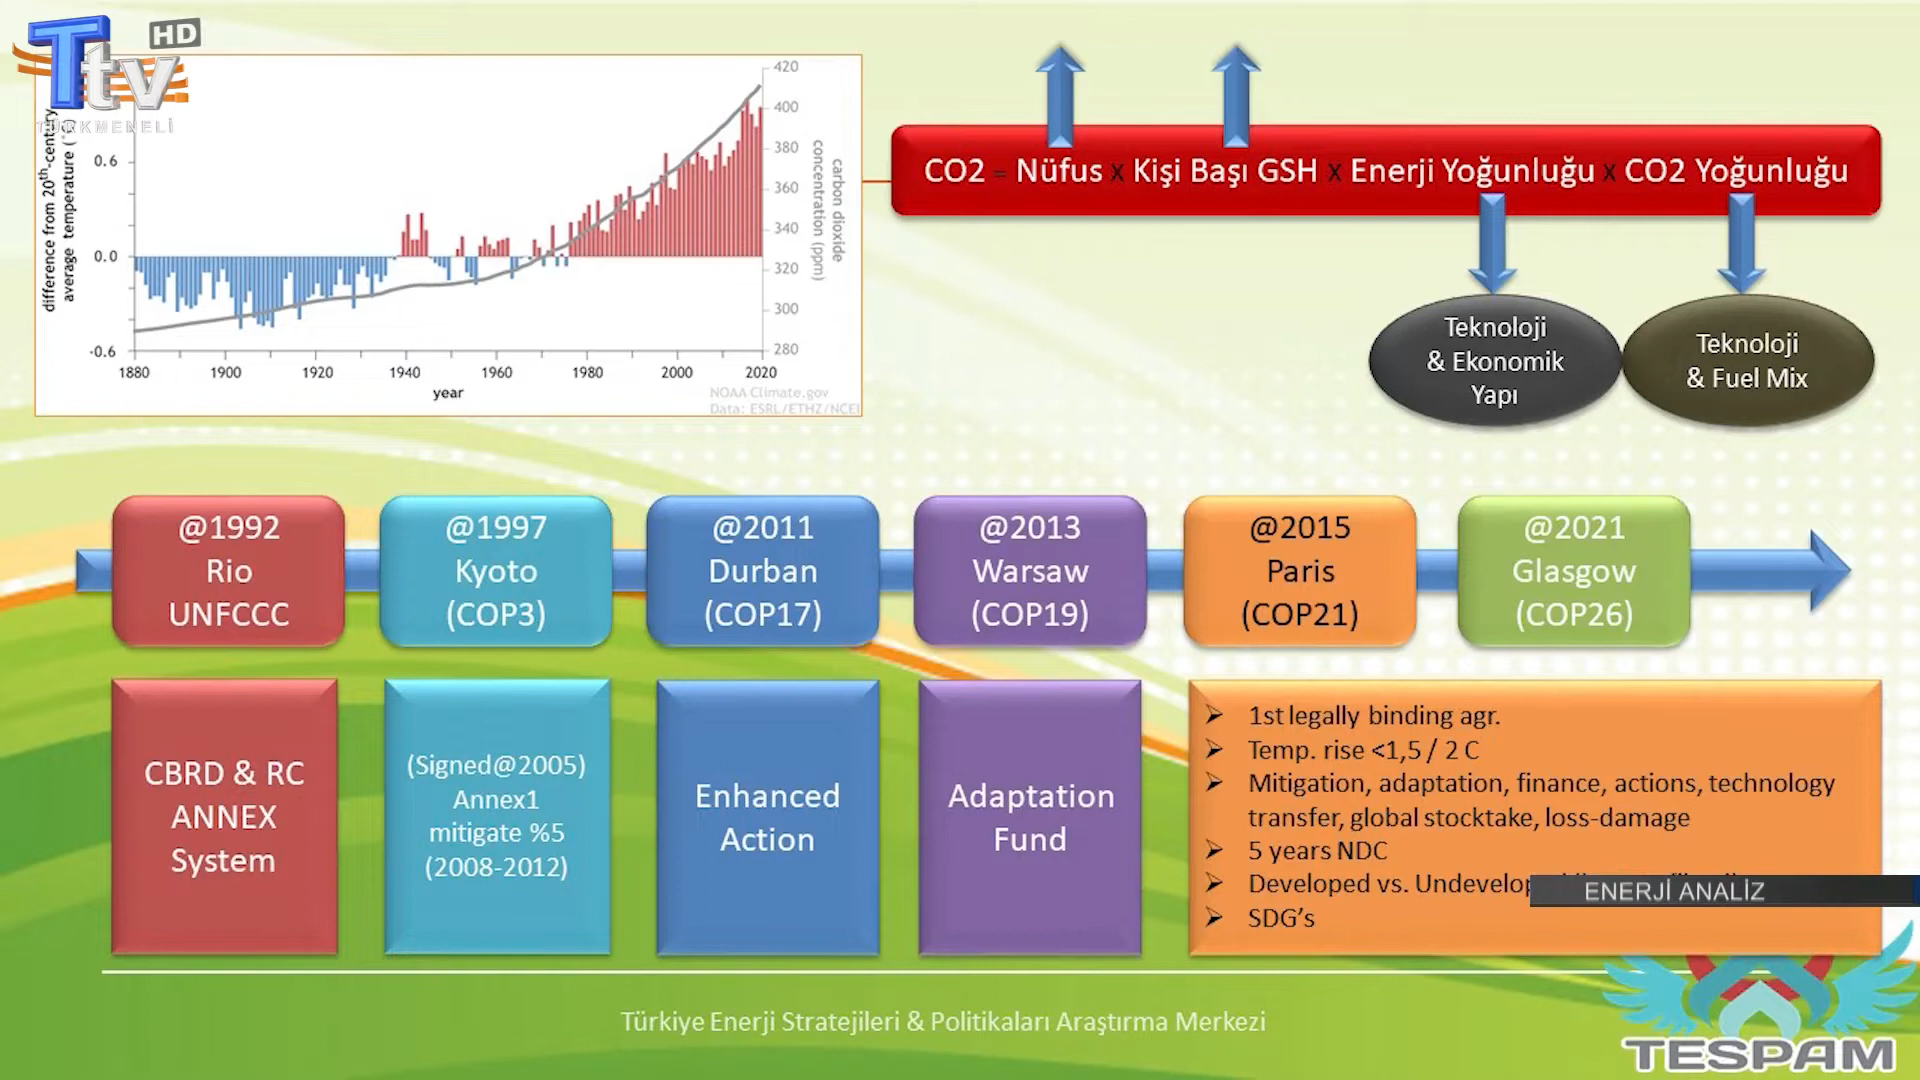 Ttv HD
TÜRKMENELİ
difference from 20th-century
average temperature (
0.6
0.0
-0.6
1880 1900 1920 1940 1960 1980 2000 2020
year
420
400
380
360
340
320
300
280
carbon dioxide
concentration (ppm)
NOAA Climate.gov
Data: ESRL/ETHZ/NCEI
CO2 = Nüfus x Kişi Başı GSH x Enerji Yoğunluğu x CO2 Yoğunluğu
Teknoloji
& Ekonomik
Yapı
Teknoloji
& Fuel Mix
@1992
Rio
UNFCCC
@1997
Kyoto
(COP3)
@2011
Durban
(COP17)
@2013
Warsaw
(COP19)
@2015
Paris
(COP21)
@2021
Glasgow
(COP26)
CBRD & RC
ANNEX
System
(Signed@2005)
Annex1
mitigate %5
(2008-2012)
Enhanced
Action
Adaptation
Fund
1st legally binding agr.
Temp. rise <1,5 / 2 C
Mitigation, adaptation, finance, actions, technology
transfer, global stocktake, loss-damage
5 years NDC
Developed vs.
SDG's
ENERJİ ANALİZ
Türkiye Enerji Stratejileri & Politikaları Araştırma Merkezi
TESPAM